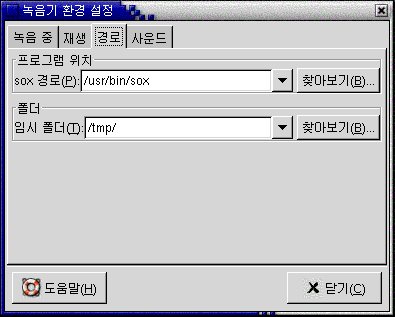 녹음기 환경 설정
녹음 중 재생 경로 사운드
프로그램 위치
sox 경로(P): /usr/bin/sox 찾아보기(B)...
폴더
임시 폴더(T): /tmp/ 찾아보기(B)...
도움말(H) 닫기(C)